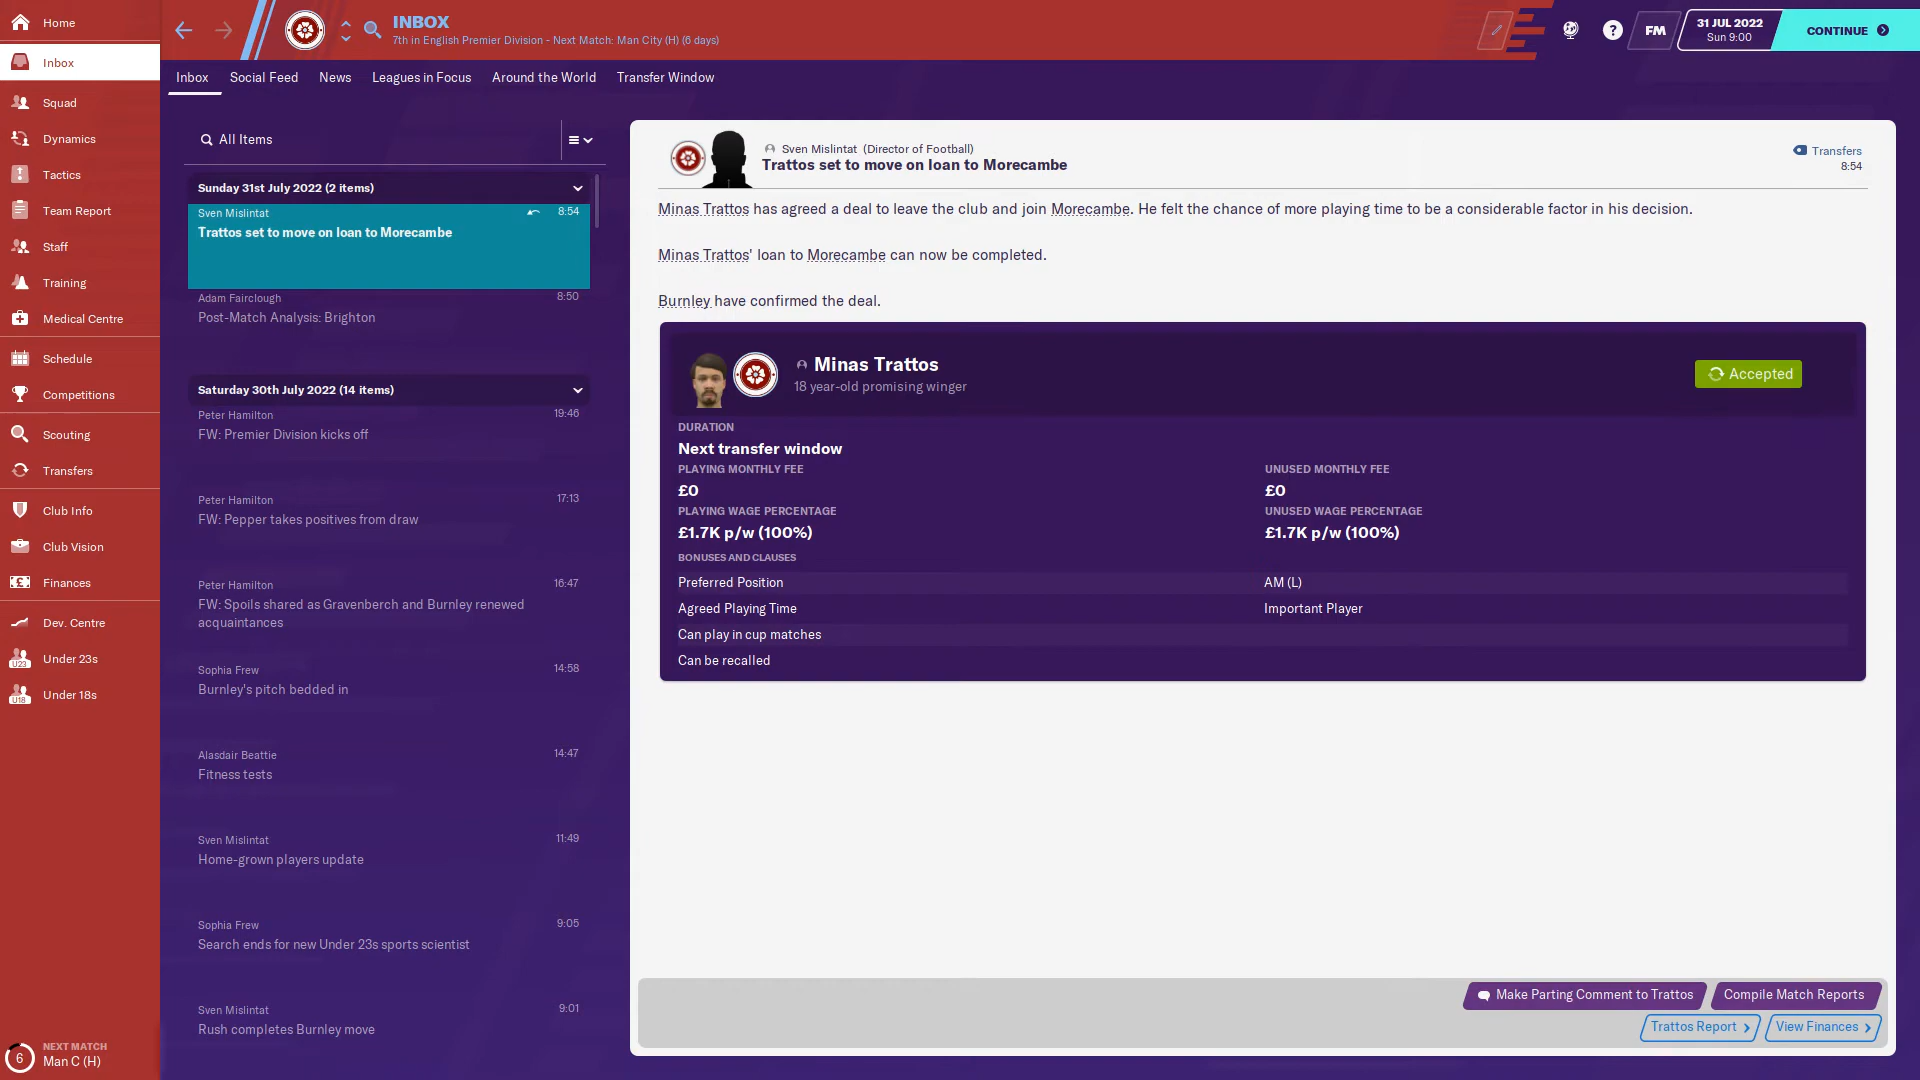 Home
Inbox
Squad
Dynamics
Tactics
Team Report
Staff
Training
Medical Centre
Schedule
Competitions
Scouting
Transfers
Club Info
Club Vision
Finances
Dev. Centre
U23
Under 23s
U18
Under 18s
6
NEXT MATCH
Man C (H)
INBOX
7th in English Premier Division - Next Match: Man City (H) (6 days)
?
FM
31 JUL 2022
Sun 9:00
CONTINUE
Inbox
Social Feed
News
Leagues in Focus
Around the World
Transfer Window
All Items
Sunday 31st July 2022 (2 items)
Sven Mislintat
8:54
Trattos set to move on loan to Morecambe
Adam Fairclough
8:50
Post-Match Analysis: Brighton
Saturday 30th July 2022 (14 items)
Peter Hamilton
19:46
FW: Premier Division kicks off
Peter Hamilton
17:13
FW: Pepper takes positives from draw
Peter Hamilton
16:47
FW: Spoils shared as Gravenberch and Burnley renewed
acquaintances
Sophia Frew
14:58
Burnley's pitch bedded in
Alasdair Beattie
14:47
Fitness tests
Sven Mislintat
11:49
Home-grown players update
Sophia Frew
9:05
Search ends for new Under 23s sports scientist
Sven Mislintat
9:01
Rush completes Burnley move
Sven Mislintat (Director of Football)
Trattos set to move on loan to Morecambe
Transfers
8:54
Minas Trattos has agreed a deal to leave the club and join Morecambe. He felt the chance of more playing time to be a considerable factor in his decision.
Minas Trattos' loan to Morecambe can now be completed.
Burnley have confirmed the deal.
Minas Trattos
18 year-old promising winger
Accepted
DURATION
Next transfer window
PLAYING MONTHLY FEE
UNUSED MONTHLY FEE
£0
£0
PLAYING WAGE PERCENTAGE
UNUSED WAGE PERCENTAGE
£1.7K p/w (100%)
£1.7K p/w (100%)
BONUSES AND CLAUSES
Preferred Position
AM (L)
Agreed Playing Time
Important Player
Can play in cup matches
Can be recalled
Make Parting Comment to Trattos
Compile Match Reports
Trattos Report
View Finances